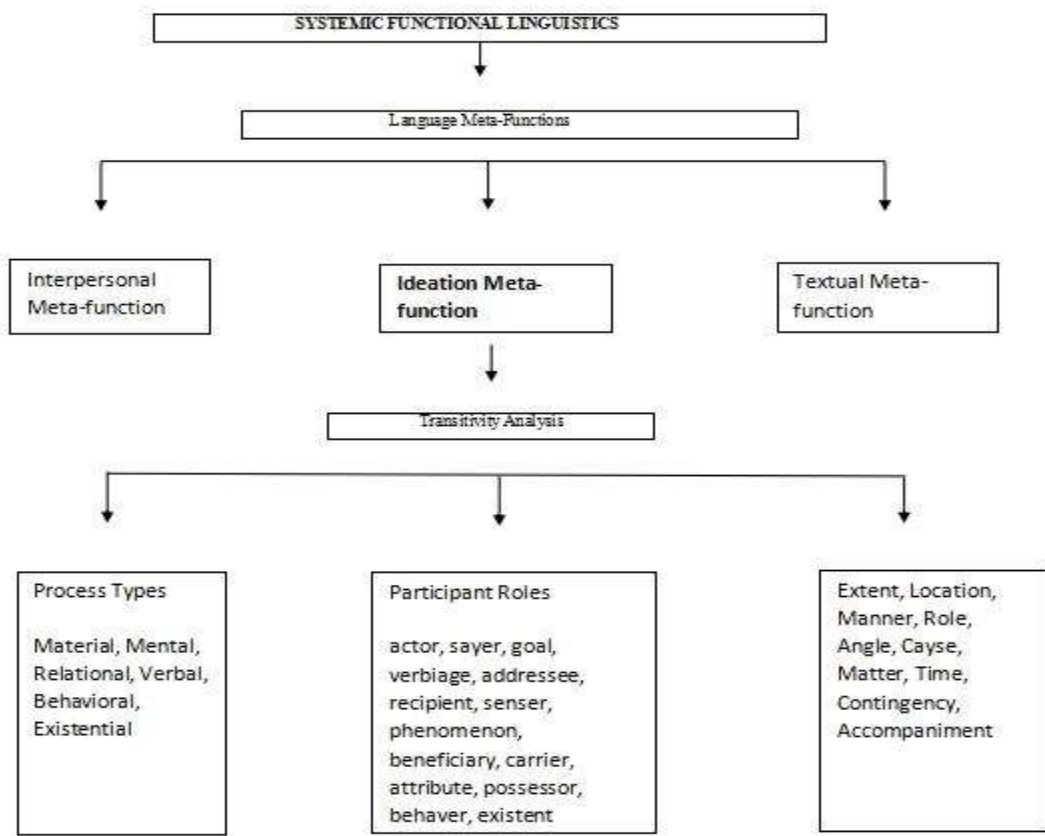 SYSTEMIC FUNCTIONAL LINGUISTICS
Language Meta-Functions
Interpersonal
Meta-function
Ideation Meta-
function
Textual Meta-
function
Transitivity Analysis
Process Types
Material, Mental,
Relational, Verbal,
Behavioral,
Existential
Participant Roles
actor, sayer, goal,
verbiage, addressee,
recipient, senser,
phenomenon,
beneficiary, carrier,
attribute, possessor,
behaver, existent
Extent, Location,
Manner, Role,
Angle, Cayse,
Matter, Time,
Contingency,
Accompaniment